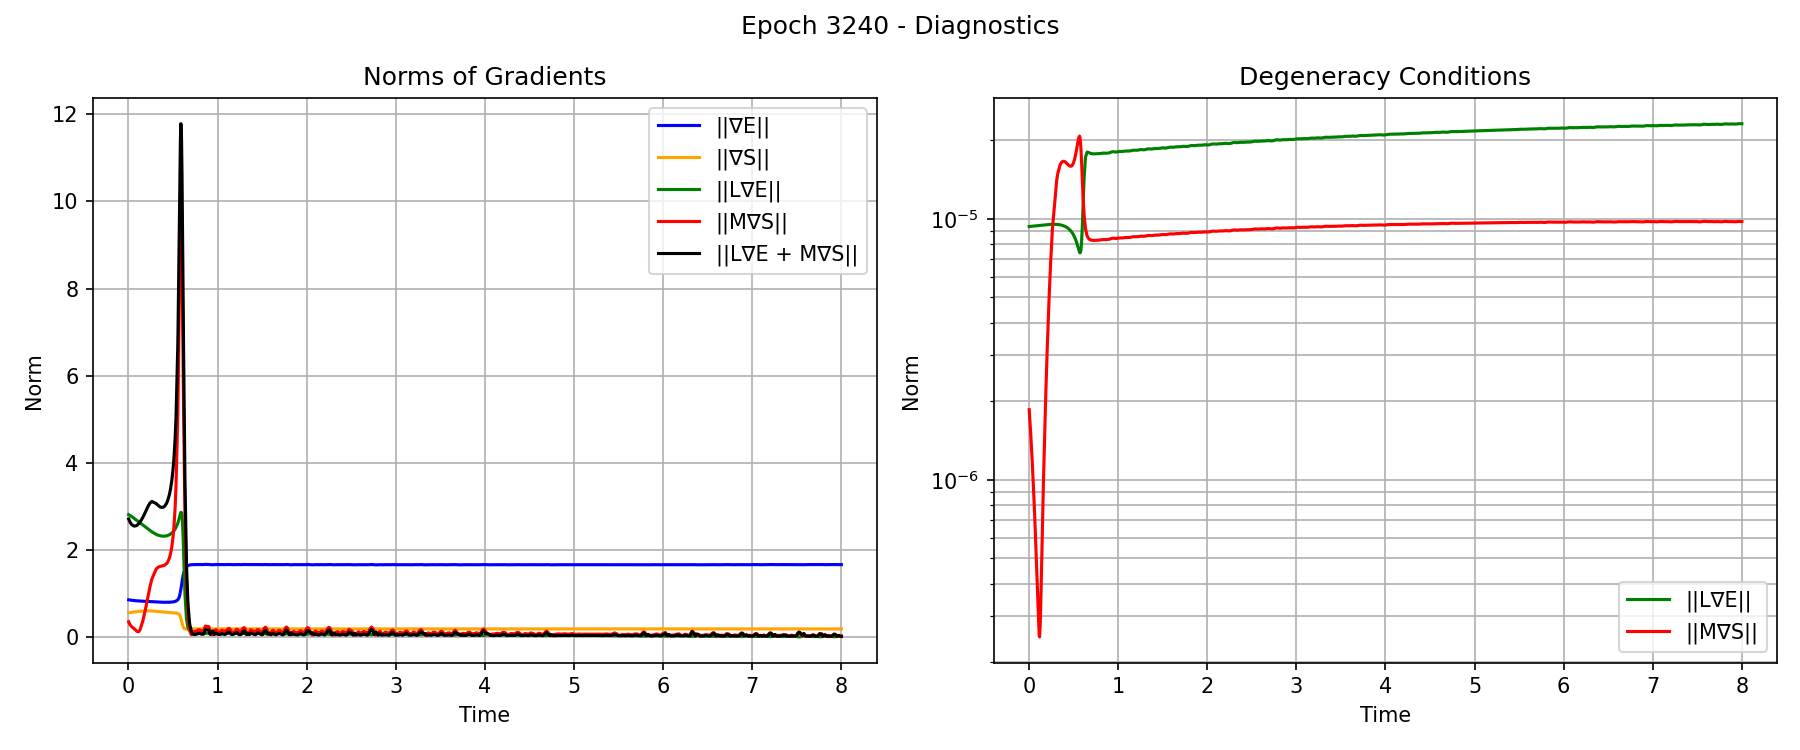 Epoch 3240 - Diagnostics
Norms of Gradients
12
10
8
6
4
2
0
Norm
0 1 2 3 4 5 6 7 8
Time
||∇E||
||∇S||
||L∇E||
||M∇S||
||L∇E + M∇S||
Degeneracy Conditions
10⁻⁵
10⁻⁶
Norm
0 1 2 3 4 5 6 7 8
Time
||L∇E||
||M∇S||